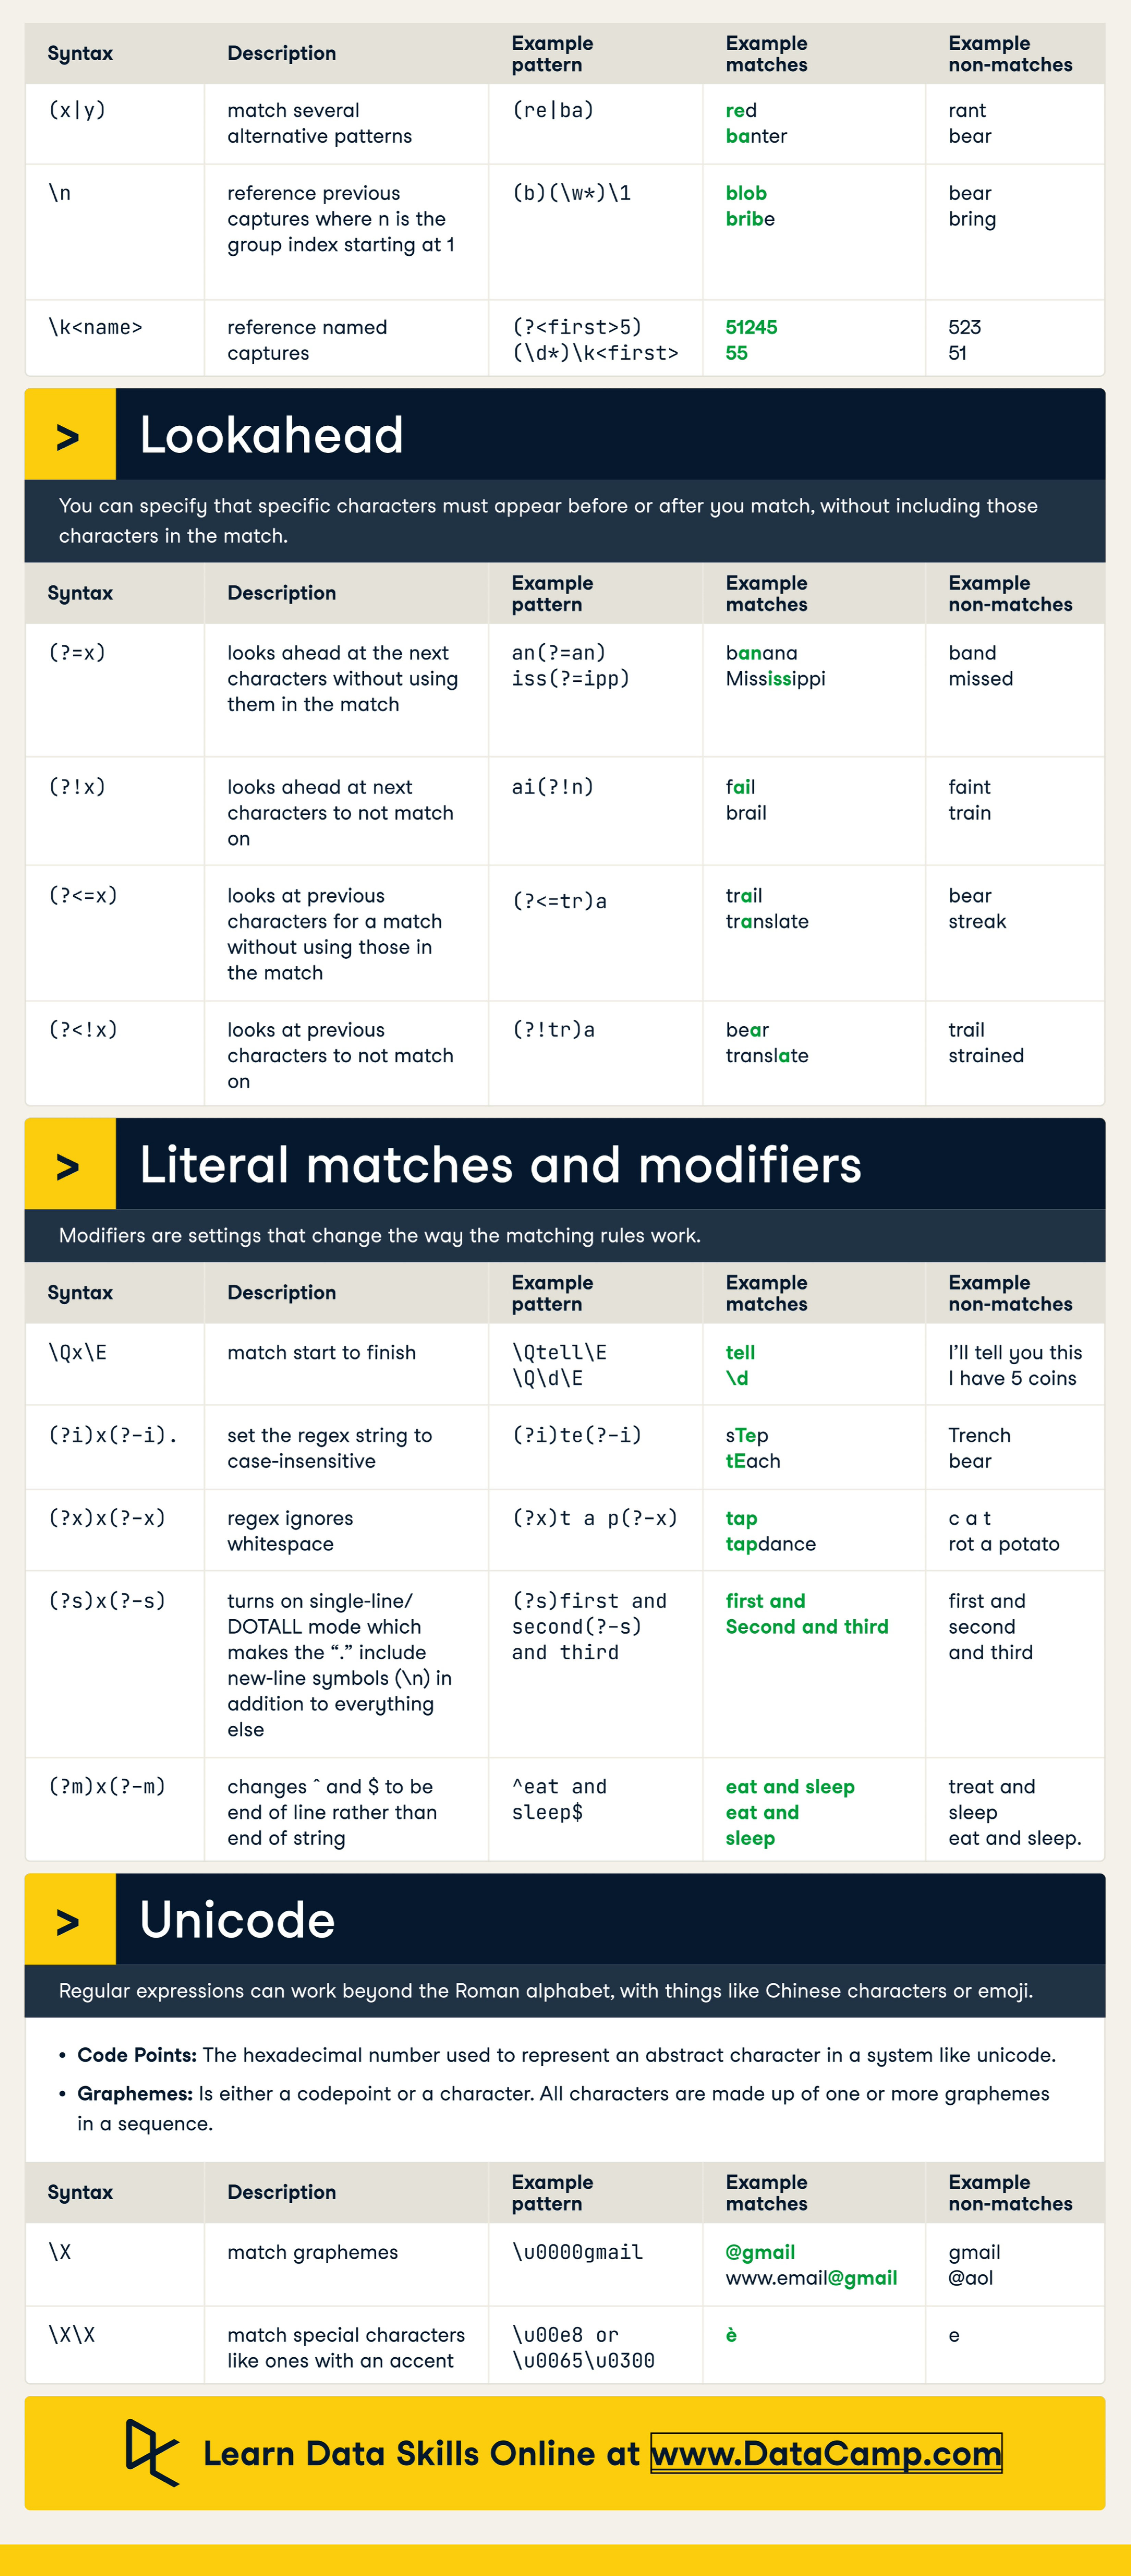 Syntax
Description
Example
pattern
Example
matches
Example
non-matches
(x|y)
match several
alternative patterns
(re|ba)
red
banter
rant
bear
\n
reference previous
captures where n is the
group index starting at 1
(b)(\w*)\1
blob
bribe
bear
bring
\k<name>
reference named
captures
(?<first>5)
(\d*)\k<first>
51245
55
523
51
>
Lookahead
You can specify that specific characters must appear before or after you match, without including those
characters in the match.
Syntax
Description
Example
pattern
Example
matches
Example
non-matches
(?=x)
looks ahead at the next
characters without using
them in the match
an(?=an)
iss(?=ipp)
banana
Mississippi
band
missed
(?!x)
looks ahead at next
characters to not match
on
ai(?!n)
fail
brail
faint
train
(?<=x)
looks at previous
characters for a match
without using those in
the match
(?<=tr)a
trail
translate
bear
streak
(?<!x)
looks at previous
characters to not match
on
(?!tr)a
bear
translate
trail
strained
>
Literal matches and modifiers
Modifiers are settings that change the way the matching rules work.
Syntax
Description
Example
pattern
Example
matches
Example
non-matches
\Qx\E
match start to finish
\Qtell\E
\Q\d\E
tell
\d
I’ll tell you this
I have 5 coins
(?i)x(?-i).
set the regex string to
case-insensitive
(?i)te(?-i)
sTep
tEach
Trench
bear
(?x)x(?-x)
regex ignores
whitespace
(?x)t a p(?-x)
tap
tapdance
c a t
rot a potato
(?s)x(?-s)
turns on single-line/
DOTALL mode which
makes the “.” include
new-line symbols (\n) in
addition to everything
else
(?s)first and
second(?-s)
and third
first and
Second and third
first and
second
and third
(?m)x(?-m)
changes ^ and $ to be
end of line rather than
end of string
^eat and
sleep$
eat and sleep
eat and
sleep
treat and
sleep
eat and sleep.
>
Unicode
Regular expressions can work beyond the Roman alphabet, with things like Chinese characters or emoji.
• Code Points: The hexadecimal number used to represent an abstract character in a system like unicode.
• Graphemes: Is either a codepoint or a character. All characters are made up of one or more graphemes
in a sequence.
Syntax
Description
Example
pattern
Example
matches
Example
non-matches
\X
match graphemes
\u0000gmail
@gmail
www.email@gmail
gmail
@aol
\X\X
match special characters
like ones with an accent
\u00e8 or
\u0065\u0300
è
e
Learn Data Skills Online at www.DataCamp.com